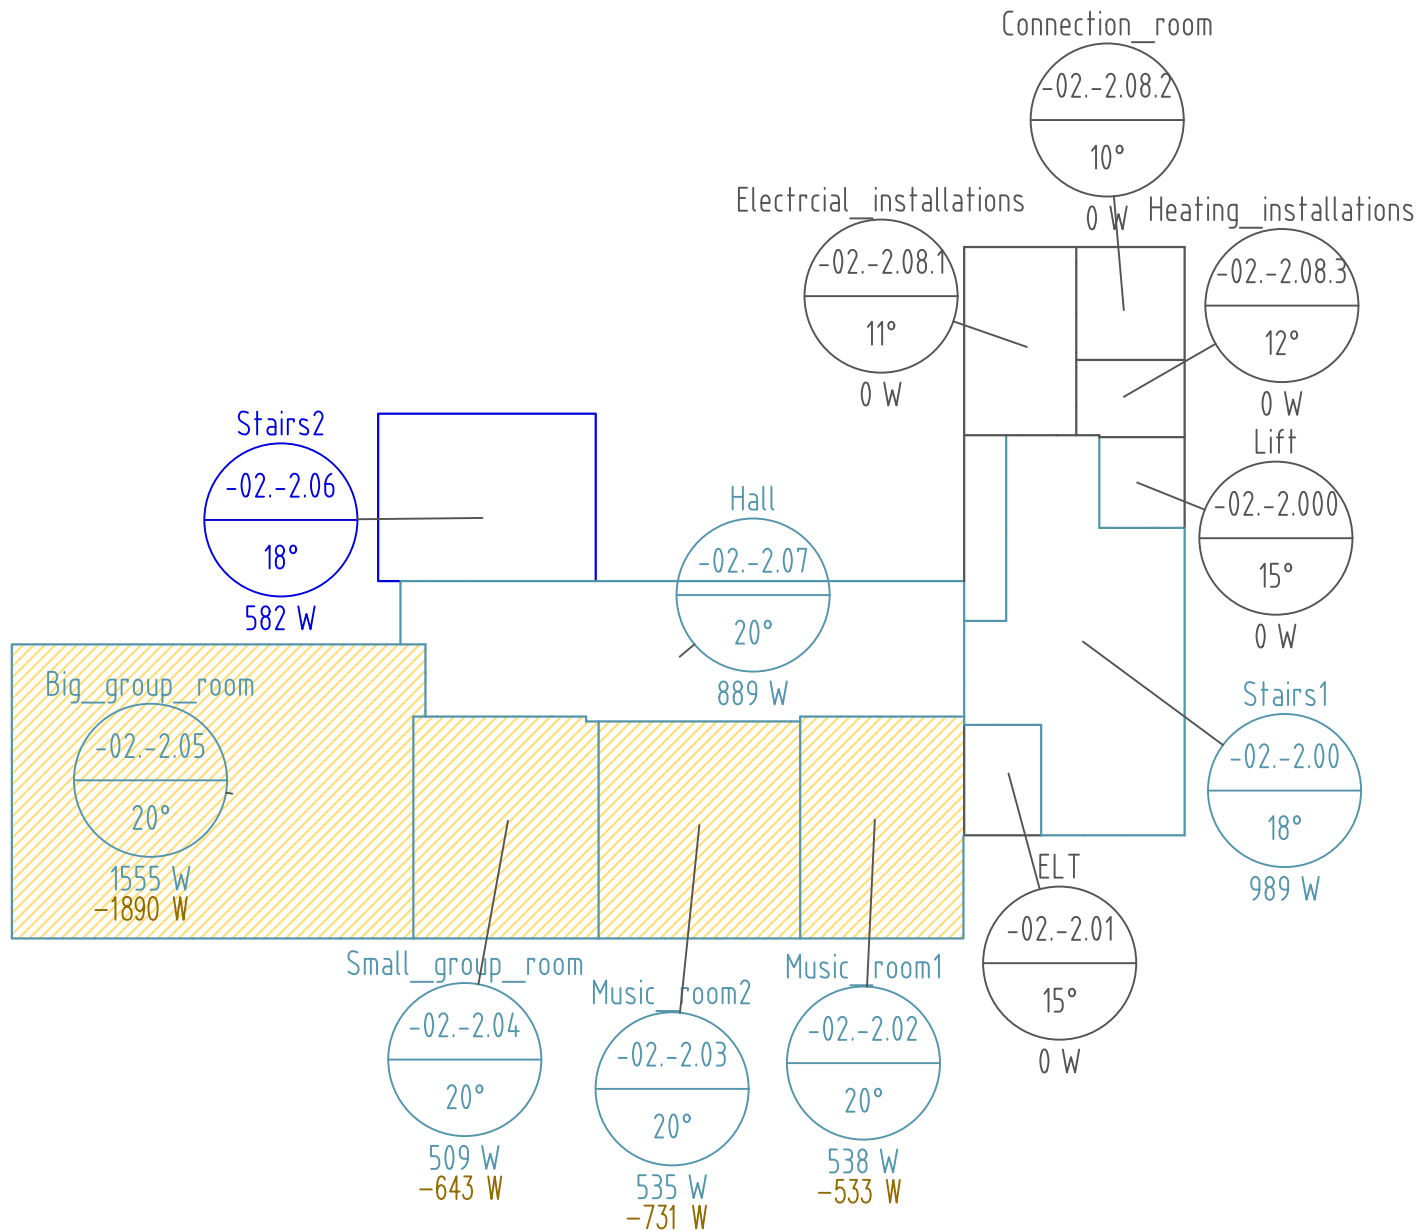 Connection_room
-02.-2.08.2
10°
0 W
Electrcial_installations
-02.-2.08.1
11°
0 W
Heating_installations
-02.-2.08.3
12°
0 W
Stairs2
-02.-2.06
18°
582 W
Lift
-02.-2.000
15°
0 W
Hall
-02.-2.07
20°
889 W
Big_group_room
-02.-2.05
20°
1555 W
-1890 W
Stairs1
-02.-2.00
18°
989 W
ELT
-02.-2.01
15°
0 W
Small_group_room
-02.-2.04
20°
509 W
-643 W
Music_room2
-02.-2.03
20°
535 W
-731 W
Music_room1
-02.-2.02
20°
538 W
-533 W